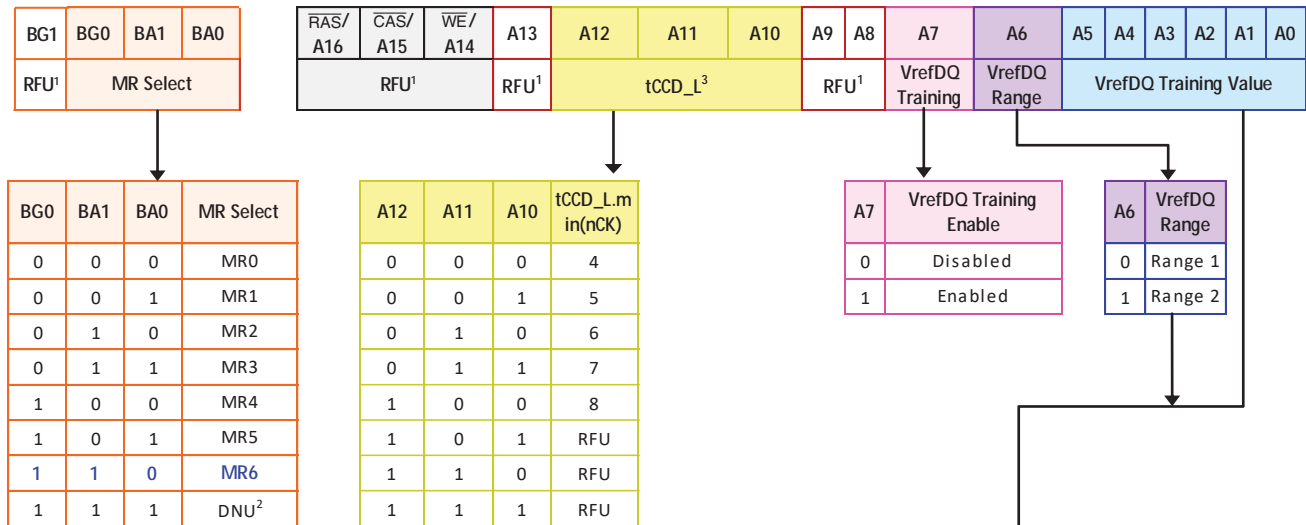 BG1 BG0 BA1 BA0 RAS/ A16 CAS/ A15 WE/ A14 A13 A12 A11 A10 A9 A8 A7 A6 A5 A4 A3 A2 A1 A0
RFU¹ MR Select RFU¹ RFU¹ tCCD_L³ RFU¹ VrefDQ Training VrefDQ Range VrefDQ Training Value
BG0 BA1 BA0 MR Select
0 0 0 MR0
0 0 1 MR1
0 1 0 MR2
0 1 1 MR3
1 0 0 MR4
1 0 1 MR5
1 1 0 MR6
1 1 1 DNU²
A12 A11 A10 tCCD_L.m in(nCK)
0 0 0 4
0 0 1 5
0 1 0 6
0 1 1 7
1 0 0 8
1 0 1 RFU
1 1 0 RFU
1 1 1 RFU
A7 VrefDQ Training Enable
0 Disabled
1 Enabled
A6 VrefDQ Range
0 Range 1
1 Range 2